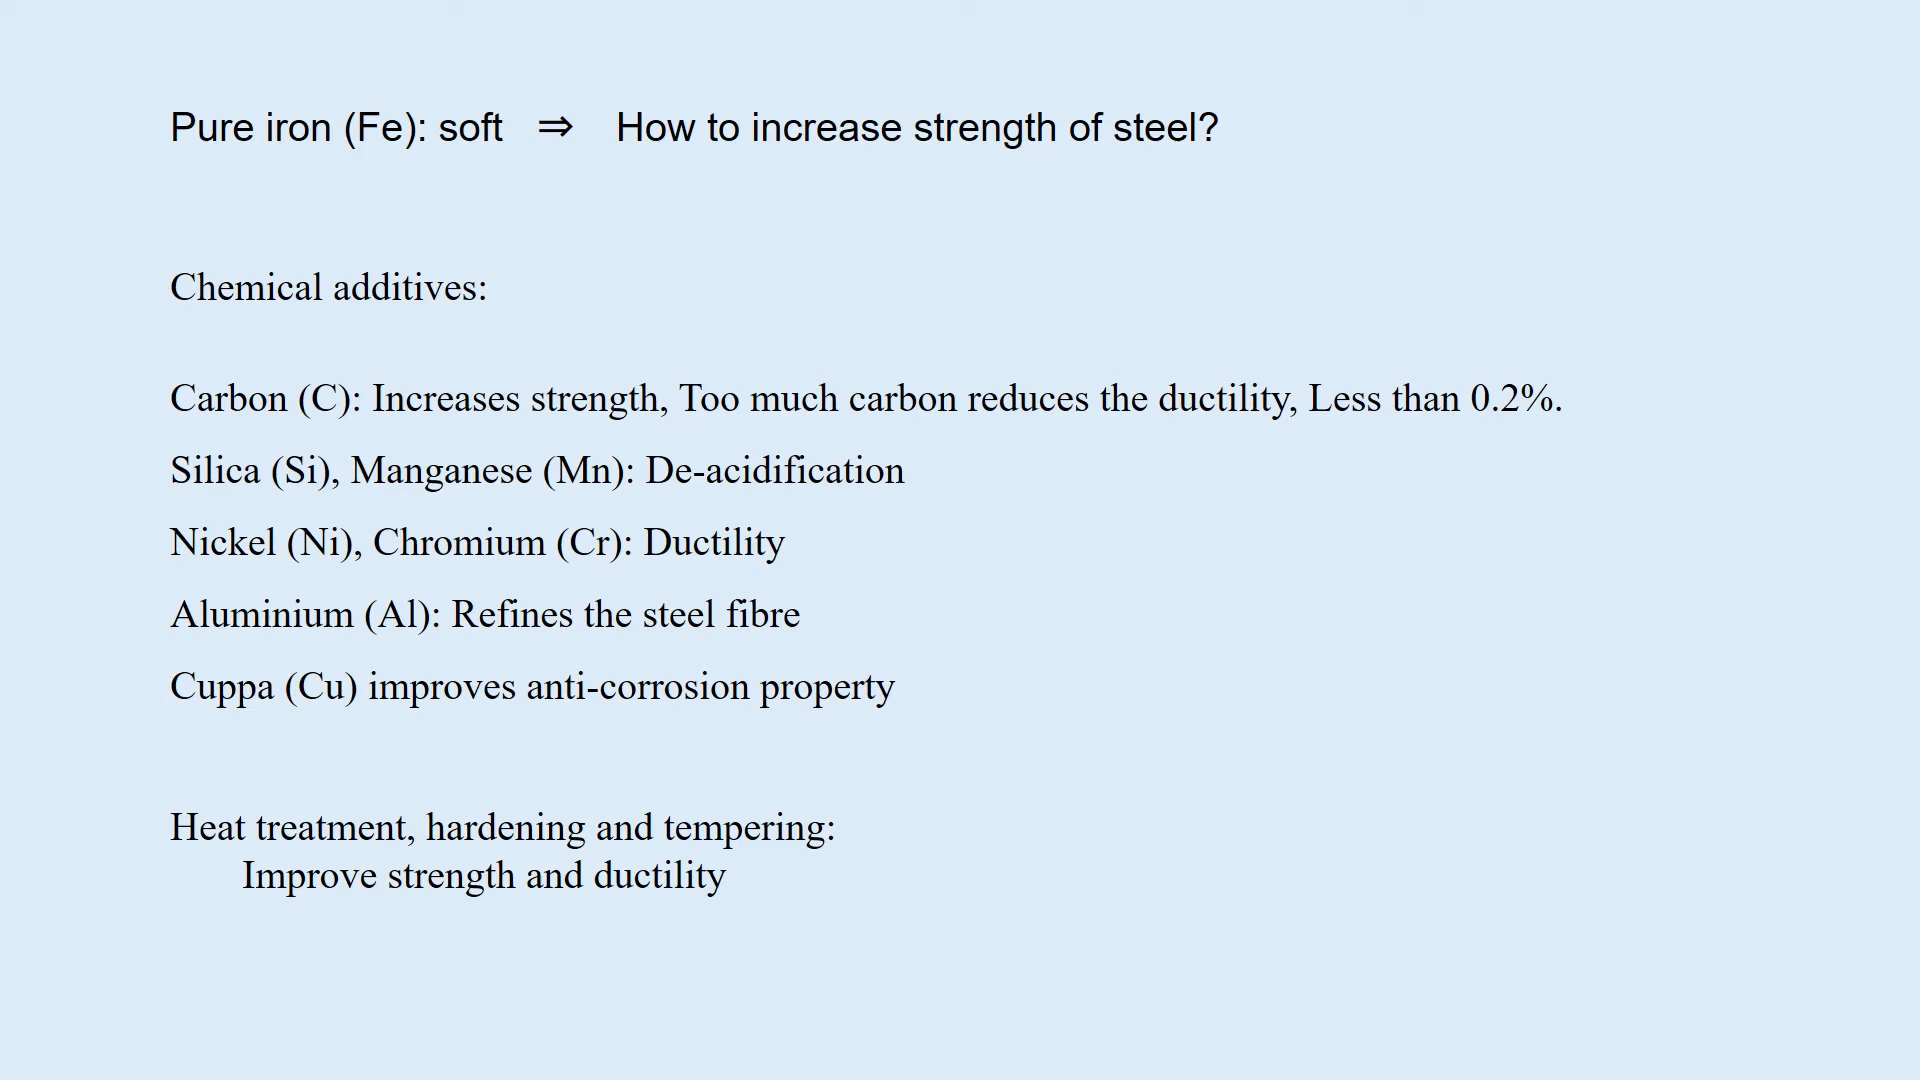 Pure iron (Fe): soft ⇒ How to increase strength of steel?
Chemical additives:
Carbon (C): Increases strength, Too much carbon reduces the ductility, Less than 0.2%.
Silica (Si), Manganese (Mn): De-acidification
Nickel (Ni), Chromium (Cr): Ductility
Aluminium (Al): Refines the steel fibre
Cuppa (Cu) improves anti-corrosion property
Heat treatment, hardening and tempering:
Improve strength and ductility